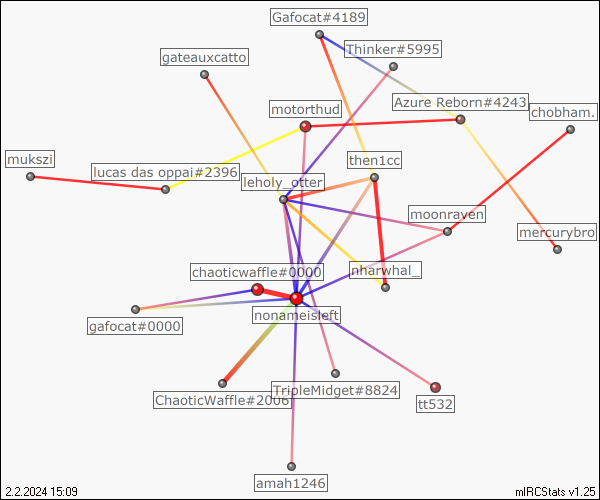 Gafocat#4189
Thinker#5995
gateauxcatto
Azure Reborn#4243
motorthud
chobham.
mukszi
then1cc
lucas das oppai#2396
leholy_otter
moonraven
mercurybro
chaoticwaffle#0000
nharwhal_
nonameisleft
gafocat#0000
TripleMidget#8824
ChaoticWaffle#2006
tt532
amah1246
2.2.2024 15:09
mIRCStats v1.25